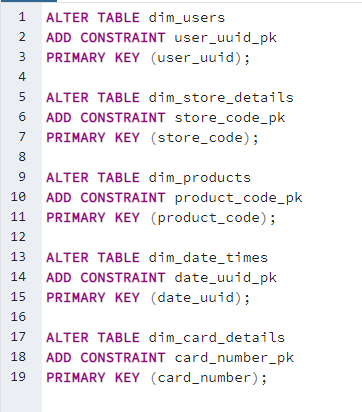 1 ALTER TABLE dim_users
2 ADD CONSTRAINT user_uuid_pk
3 PRIMARY KEY (user_uuid);
4
5 ALTER TABLE dim_store_details
6 ADD CONSTRAINT store_code_pk
7 PRIMARY KEY (store_code);
8
9 ALTER TABLE dim_products
10 ADD CONSTRAINT product_code_pk
11 PRIMARY KEY (product_code);
12
13 ALTER TABLE dim_date_times
14 ADD CONSTRAINT date_uuid_pk
15 PRIMARY KEY (date_uuid);
16
17 ALTER TABLE dim_card_details
18 ADD CONSTRAINT card_number_pk
19 PRIMARY KEY (card_number);